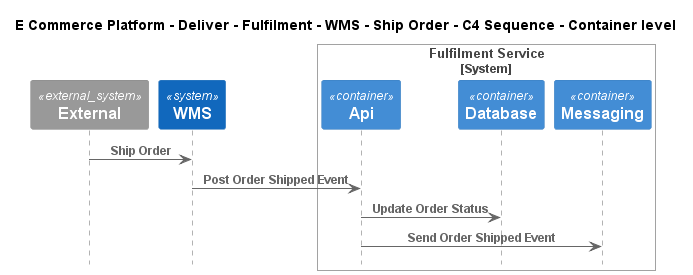 E Commerce Platform - Deliver - Fulfilment - WMS - Ship Order - C4 Sequence - Container level
Fulfilment Service
[System]
«external_system»
External
«system»
WMS
«container»
Api
«container»
Database
«container»
Messaging
Ship Order
Post Order Shipped Event
Update Order Status
Send Order Shipped Event